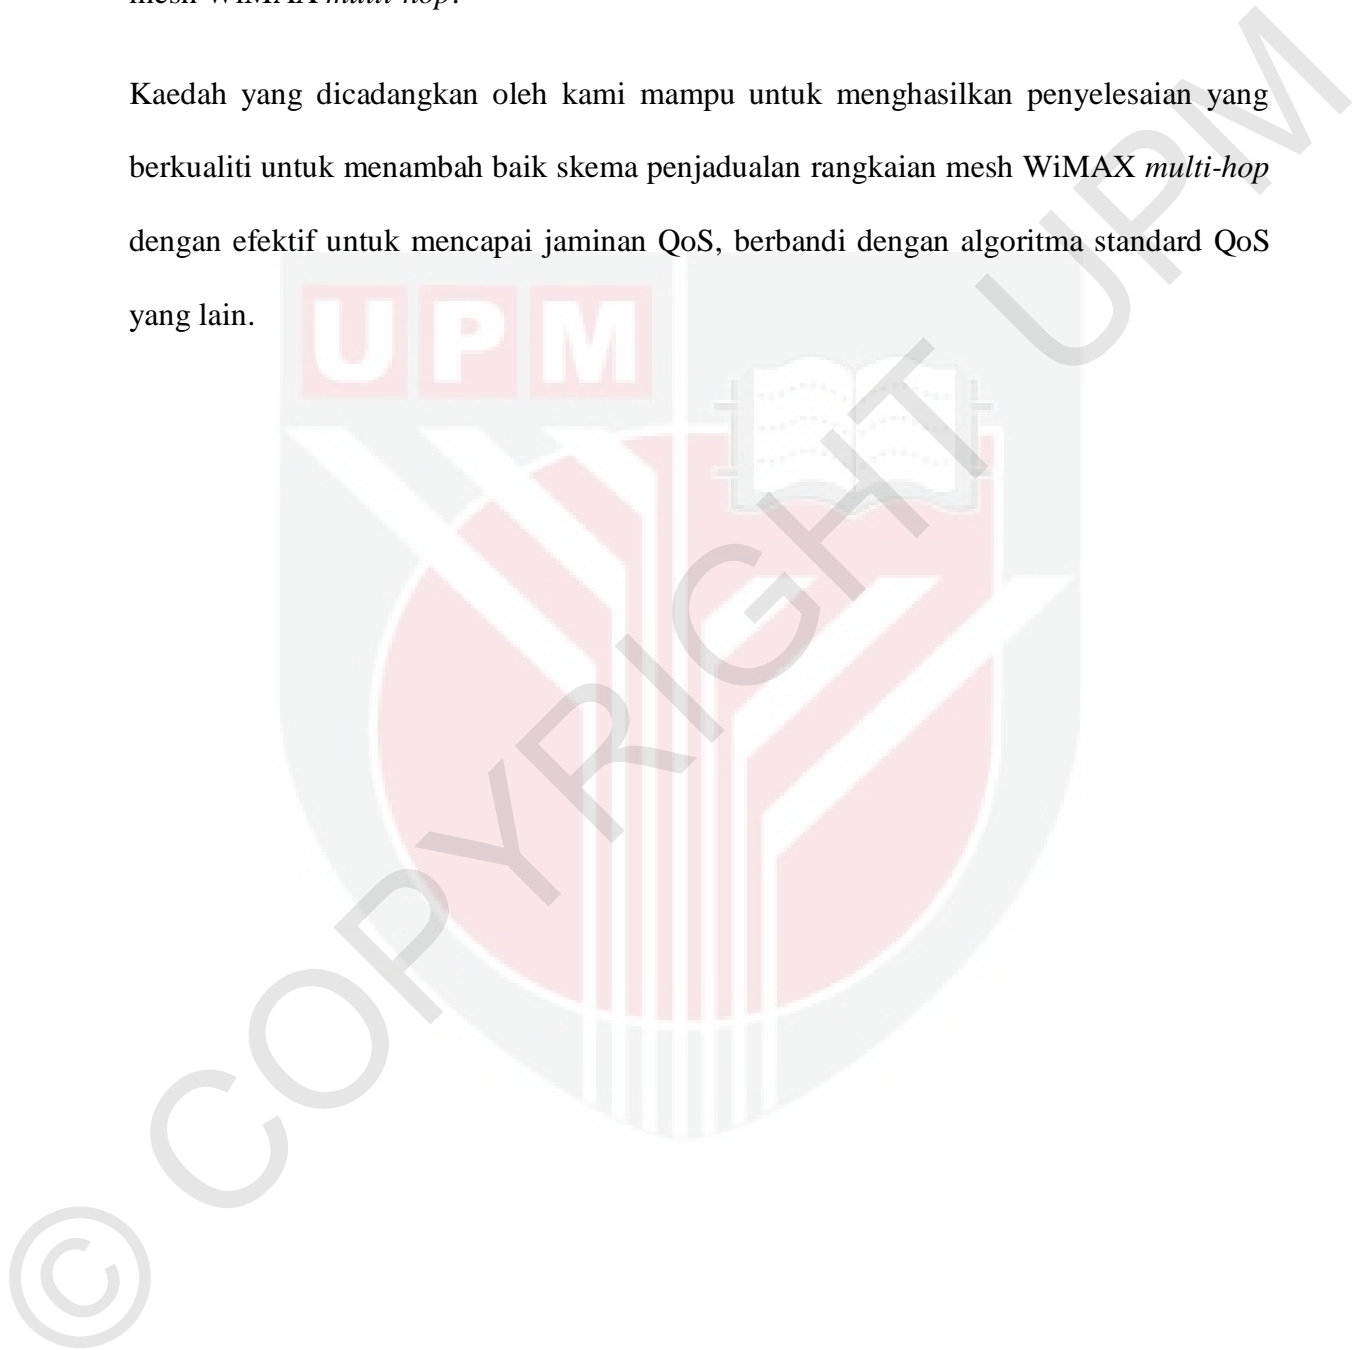 mesh WiMAX multi-hop.
Kaedah yang dicadangkan oleh kami mampu untuk menghasilkan penyelesaian yang
berkualiti untuk menambah baik skema penjadualan rangkaian mesh WiMAX multi-hop
dengan efektif untuk mencapai jaminan QoS, berbandi dengan algoritma standard QoS
yang lain.
UPM
© COPYRIGHT UPM